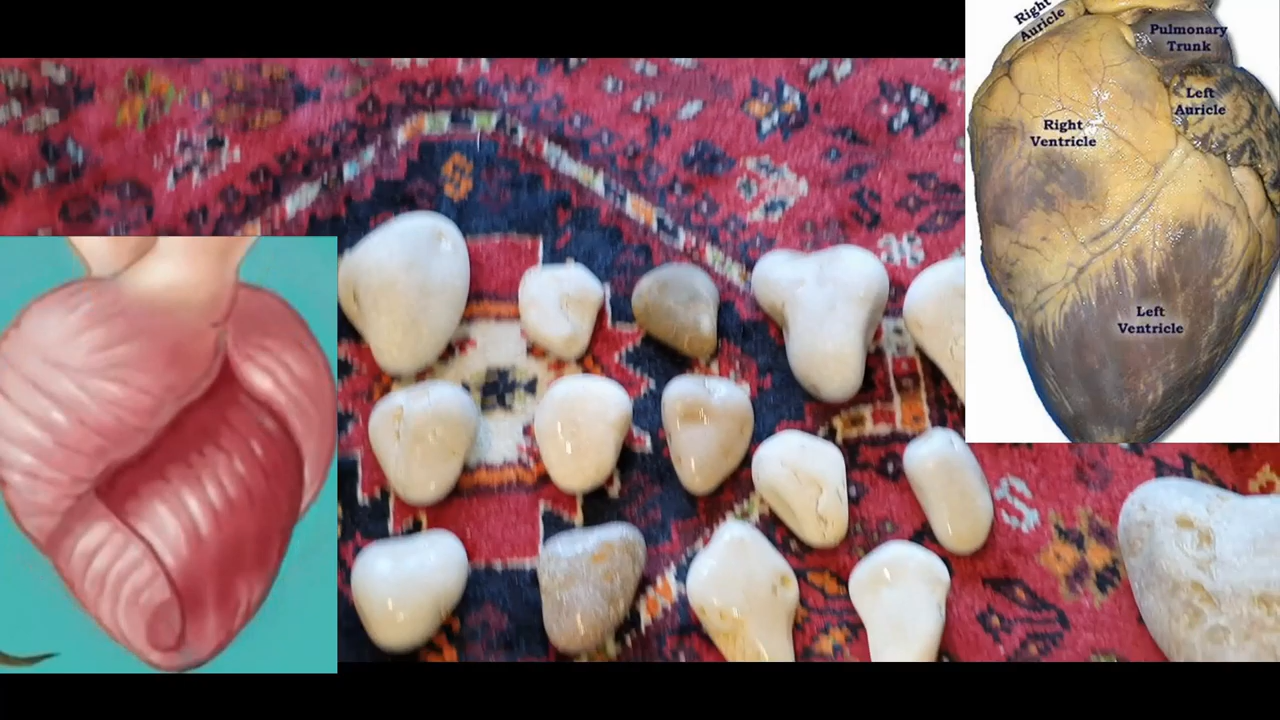 Right
Auricle
Pulmonary
Trunk
Left
Auricle
Right
Ventricle
Left
Ventricle